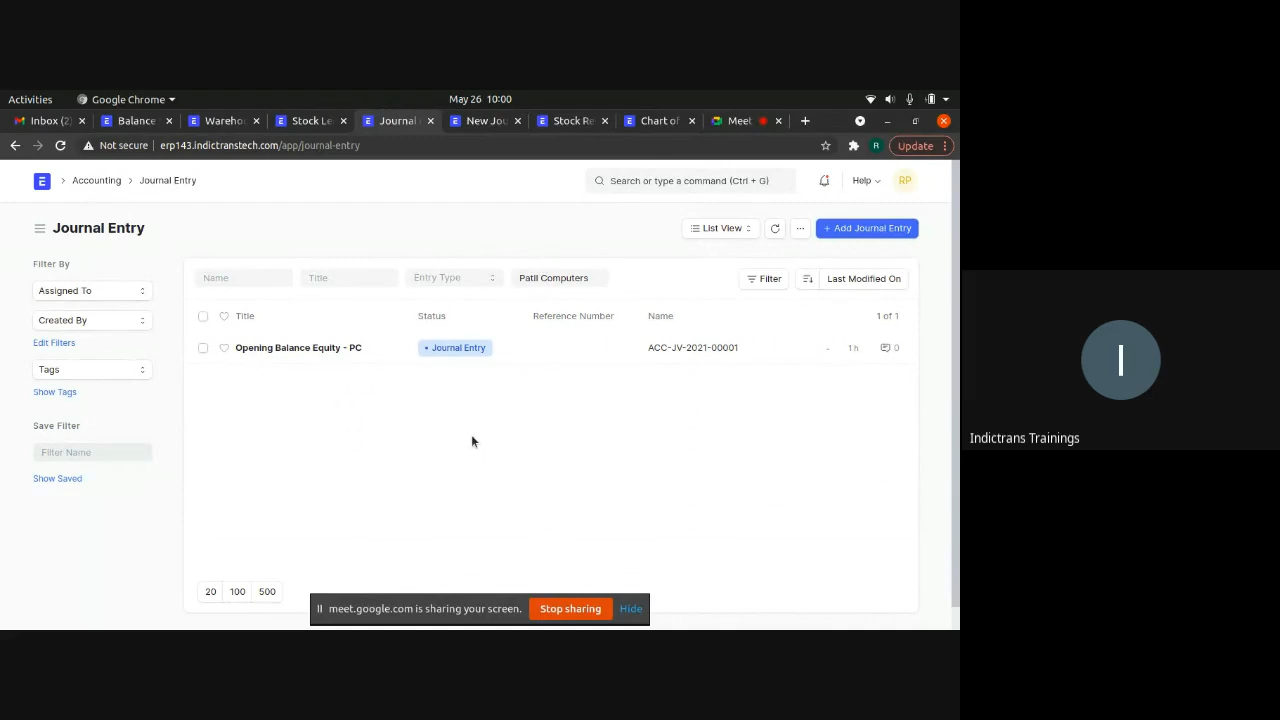 Activities Google Chrome May 26 10:00
Inbox (2) Balance Wareho Stock Le Journal New Jou Stock Re Chart of Meet
Not secure erp143.indictranstech.com/app/journal-entry R Update
E Accounting Journal Entry Search or type a command (Ctrl + G) Help RP
Journal Entry List View + Add Journal Entry
Filter By
Assigned To
Created By
Edit Filters
Tags
Show Tags
Save Filter
Filter Name
Show Saved
Name Title Entry Type Patil Computers Filter Last Modified On
Title Status Reference Number Name 1 of 1
Opening Balance Equity - PC • Journal Entry ACC-JV-2021-00001 - 1 h 0
20 100 500
meet.google.com is sharing your screen. Stop sharing Hide
I
Indictrans Trainings